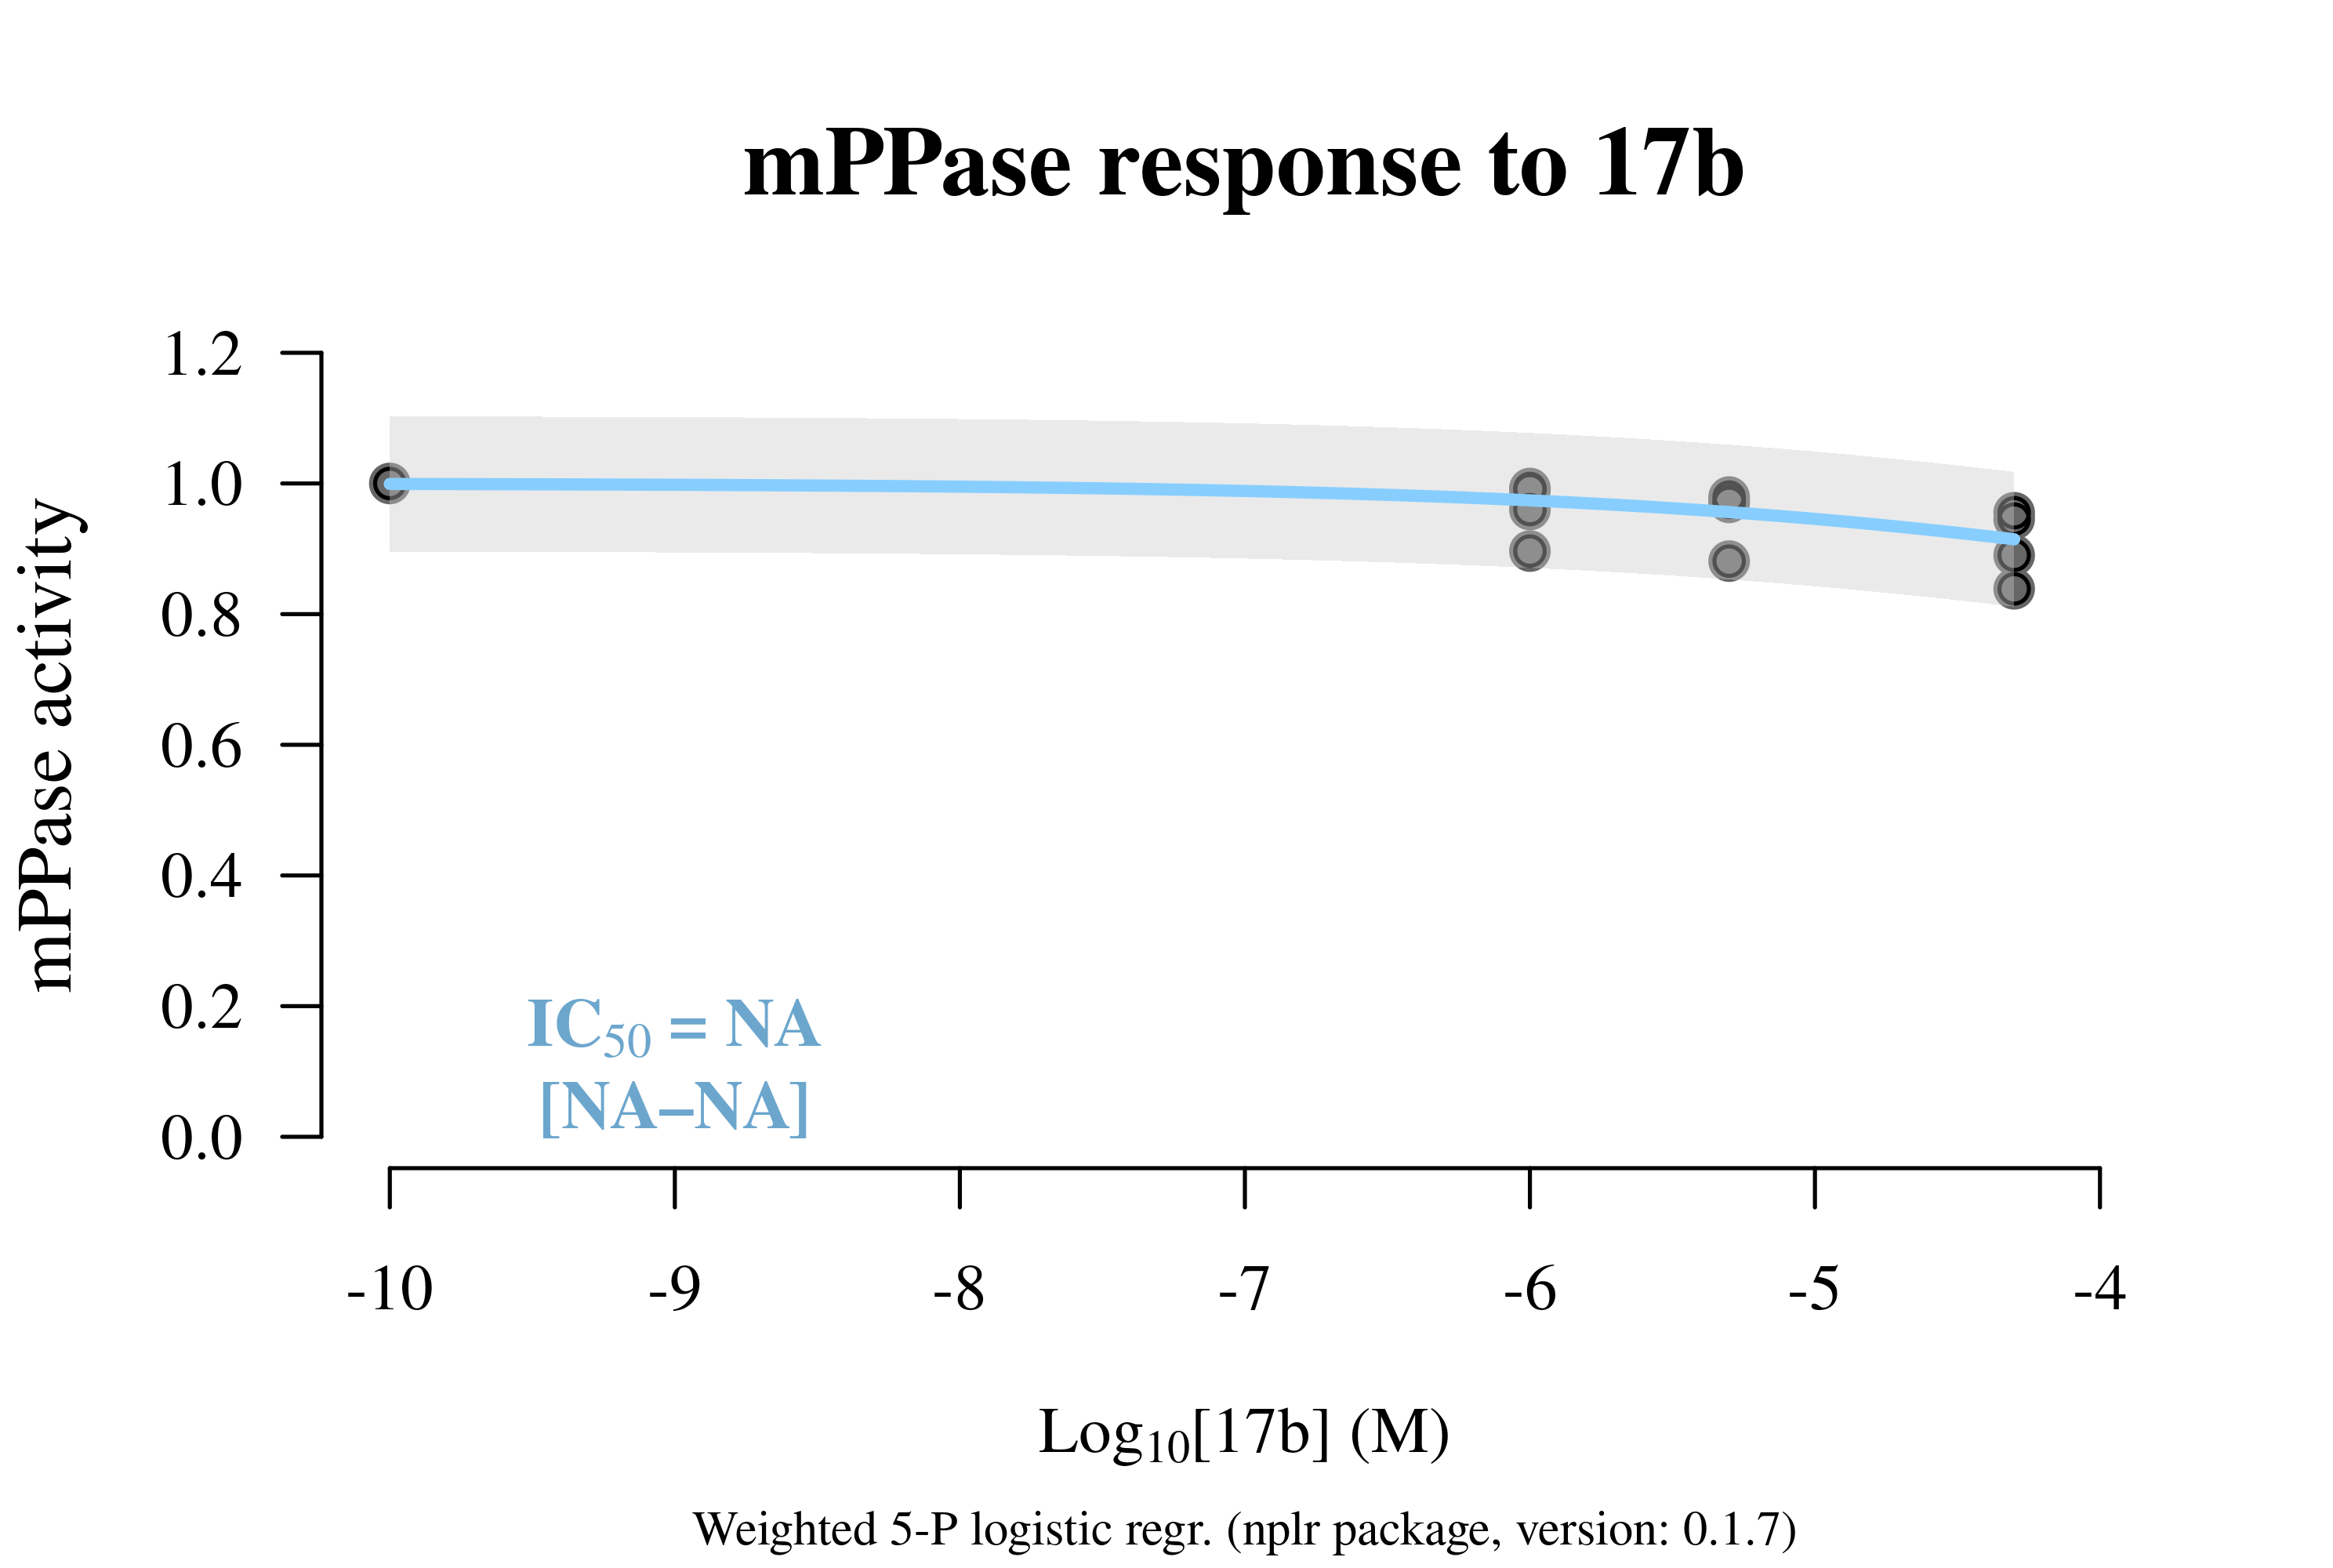 mPPase response to 17b
mPPase activity
1.2
1.0
0.8
0.6
0.4
0.2
0.0
IC50 = NA
[NA–NA]
-10 -9 -8 -7 -6 -5 -4
Log10[17b] (M)
Weighted 5-P logistic regr. (nplr package, version: 0.1.7)